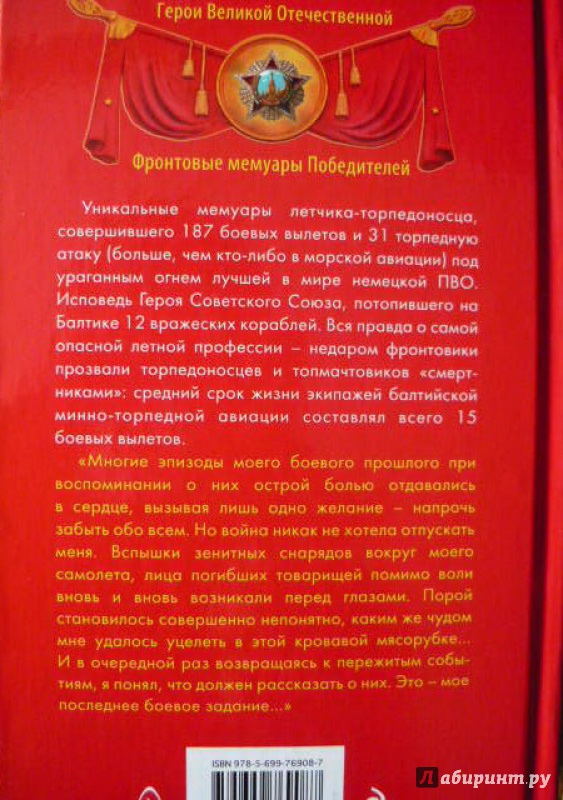 Герои Великой Отечественной
Фронтовые мемуары Победителей
Уникальные мемуары летчика-торпедоносца,
совершившего 187 боевых вылетов и 31 торпедную
атаку (больше, чем кто-либо в морской авиации) под
ураганным огнем лучшей в мире немецкой ПВО.
Исповедь Героя Советского Союза, потопившего на
Балтике 12 вражеских кораблей. Вся правда о самой
опасной летной профессии – недаром фронтовики
прозвали торпедоносцев и топмачтовиков «смерт-
никами»: средний срок жизни экипажей балтийской
минно-торпедной авиации составлял всего 15
боевых вылетов.
«Многие эпизоды моего боевого прошлого при
воспоминании о них острой болью отдавались
в сердце, вызывая лишь одно желание – напрочь
забыть обо всем. Но война никак не хотела отпускать
меня. Вспышки зенитных снарядов вокруг моего
самолета, лица погибших товарищей помимо воли
вновь и вновь возникали перед глазами. Порой
становилось совершенно непонятно, каким же чудом
мне удалось уцелеть в этой кровавой мясорубке...
И в очередной раз возвращаясь к пережитым собы-
тиям, я понял, что должен рассказать о них. Это – мое
последнее боевое задание...»
ISBN 978-5-699-76908-7
Лабиринт.ру